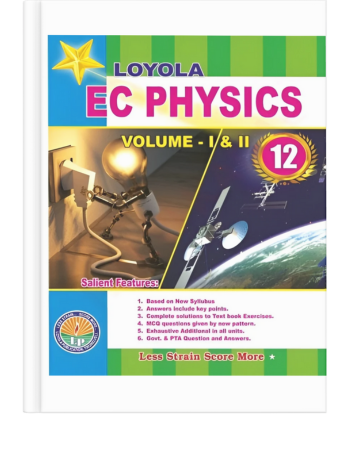 LOYOLA
EC PHYSICS
VOLUME - I & II
12
Salient Features:
1. Based on New Syllabus
2. Answers include key points.
3. Complete solutions to Text book Exercises.
4. MCQ questions given by new pattern.
5. Exhaustive Additional in all units.
6. Govt. & PTA Question and Answers.
LP
Less Strain Score More